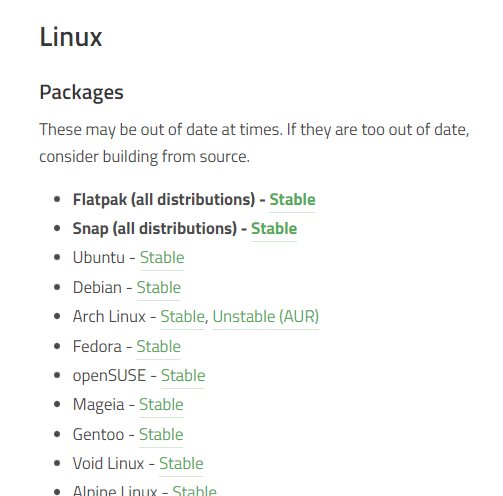 Linux
Packages
These may be out of date at times. If they are too out of date,
consider building from source.
• Flatpak (all distributions) - Stable
• Snap (all distributions) - Stable
• Ubuntu - Stable
• Debian - Stable
• Arch Linux - Stable, Unstable (AUR)
• Fedora - Stable
• openSUSE - Stable
• Mageia - Stable
• Gentoo - Stable
• Void Linux - Stable
• Alpine Linux - Stable